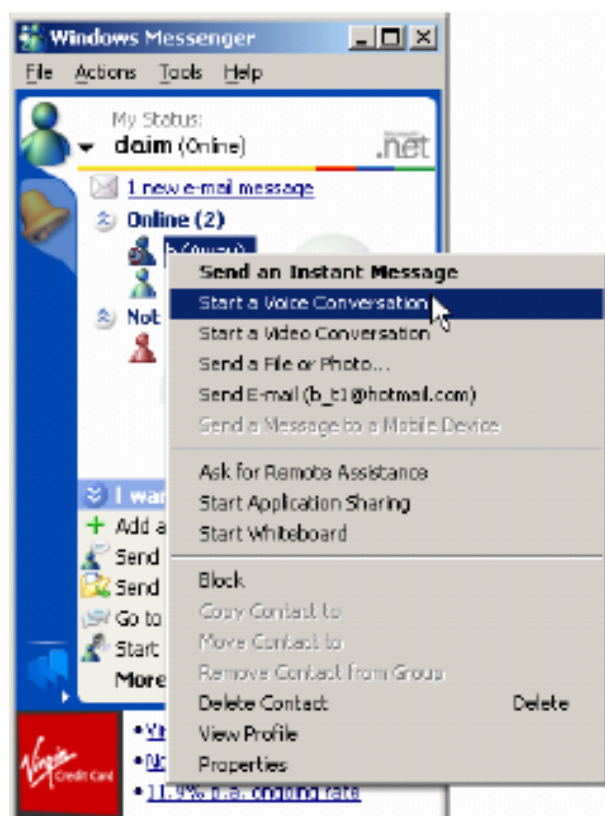 Windows Messenger
File Actions Tools Help
My Status:
daim (Online)
.net
1 new e-mail message
Online (2)
b (Away)
Not
Send an Instant Message
Start a Voice Conversation
Start a Video Conversation
Send a File or Photo...
Send E-mail (b_t1@hotmail.com)
Send a Message to a Mobile Device
Ask for Remote Assistance
Start Application Sharing
Start Whiteboard
Block
Copy Contact to
Move Contact to
Remove Contact from Group
Delete Contact Delete
View Profile
Properties
I wan
Add a
Send
Send
Go to
Start
More
Virgin
Credit Card
11.9% p.a. ongoing rate